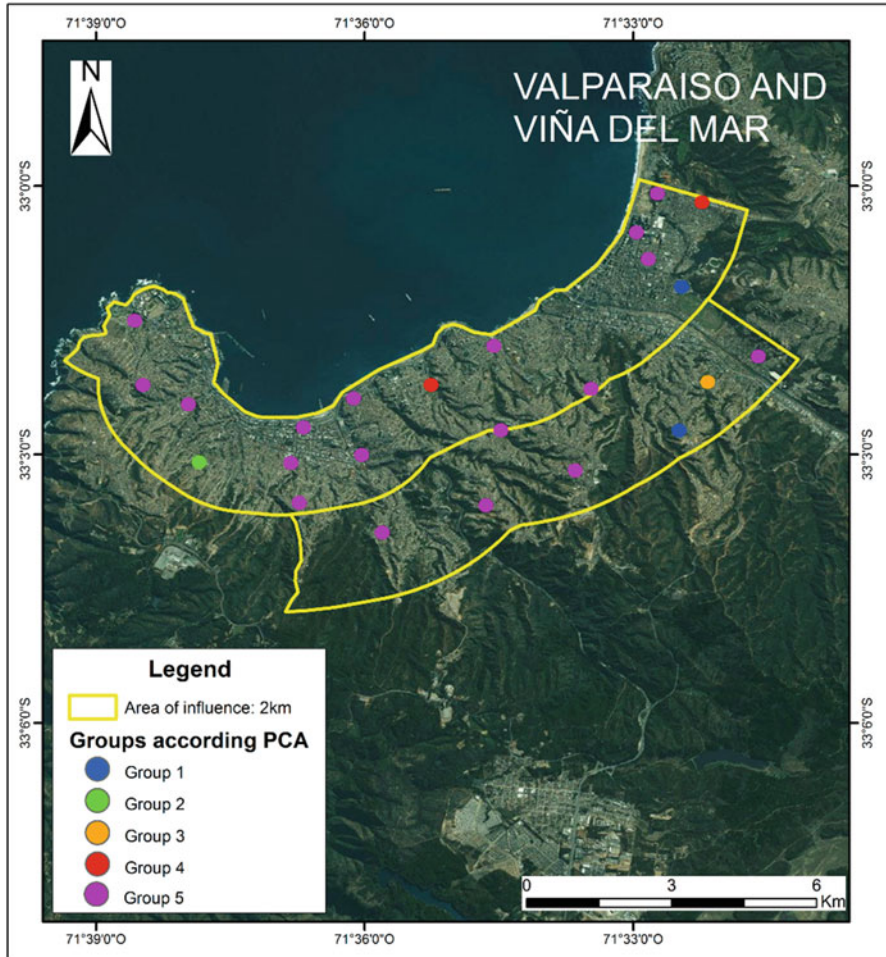 71°39'0"O 71°36'0"O 71°33'0"O
N
VALPARAISO AND
VIÑA DEL MAR
33°0'0"S 33°0'0"S
33°3'0"S 33°3'0"S
33°6'0"S 33°6'0"S
Legend
Area of influence: 2km
Groups according PCA
Group 1
Group 2
Group 3
Group 4
Group 5
0 3 6
Km
71°39'0"O 71°36'0"O 71°33'0"O